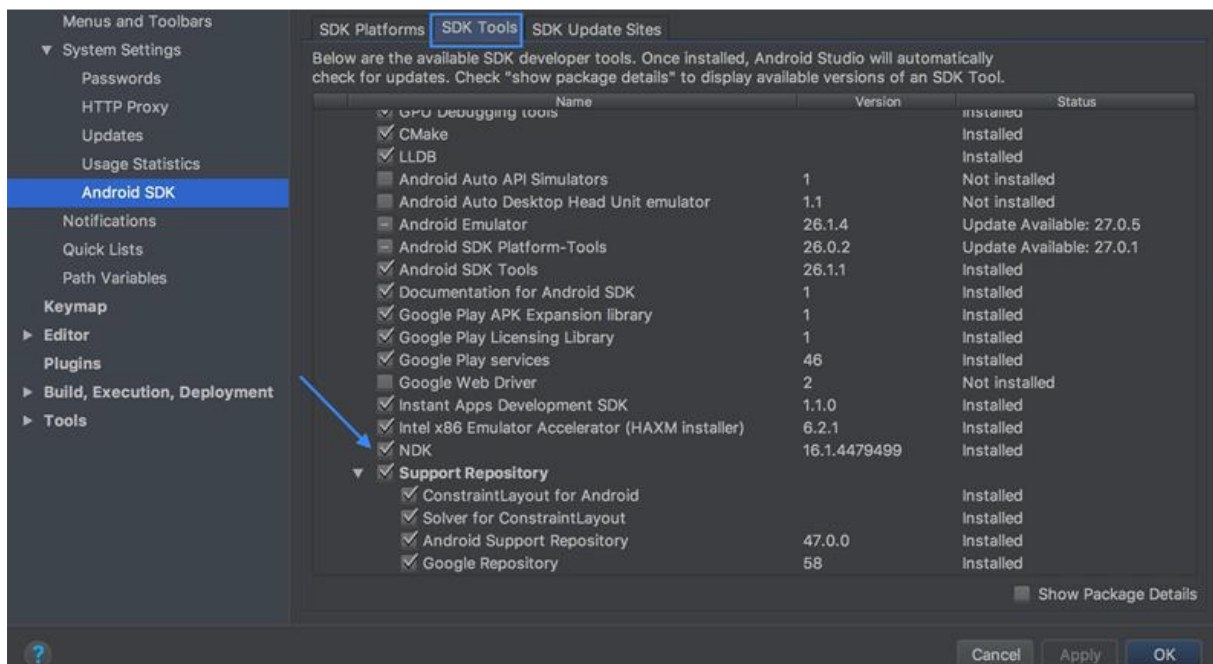 Menus and Toolbars
System Settings
Passwords
HTTP Proxy
Updates
Usage Statistics
Android SDK
Notifications
Quick Lists
Path Variables
Keymap
Editor
Plugins
Build, Execution, Deployment
Tools
SDK Platforms SDK Tools SDK Update Sites
Below are the available SDK developer tools. Once installed, Android Studio will automatically
check for updates. Check "show package details" to display available versions of an SDK Tool.
Name Version Status
GPU Debugging tools Installed
CMake Installed
LLDB Installed
Android Auto API Simulators 1 Not installed
Android Auto Desktop Head Unit emulator 1.1 Not installed
Android Emulator 26.1.4 Update Available: 27.0.5
Android SDK Platform-Tools 26.0.2 Update Available: 27.0.1
Android SDK Tools 26.1.1 Installed
Documentation for Android SDK 1 Installed
Google Play APK Expansion library 1 Installed
Google Play Licensing Library 1 Installed
Google Play services 46 Installed
Google Web Driver 2 Not installed
Instant Apps Development SDK 1.1.0 Installed
Intel x86 Emulator Accelerator (HAXM installer) 6.2.1 Installed
NDK 16.1.4479499 Installed
Support Repository
ConstraintLayout for Android Installed
Solver for ConstraintLayout Installed
Android Support Repository 47.0.0 Installed
Google Repository 58 Installed
Show Package Details
? Cancel Apply OK